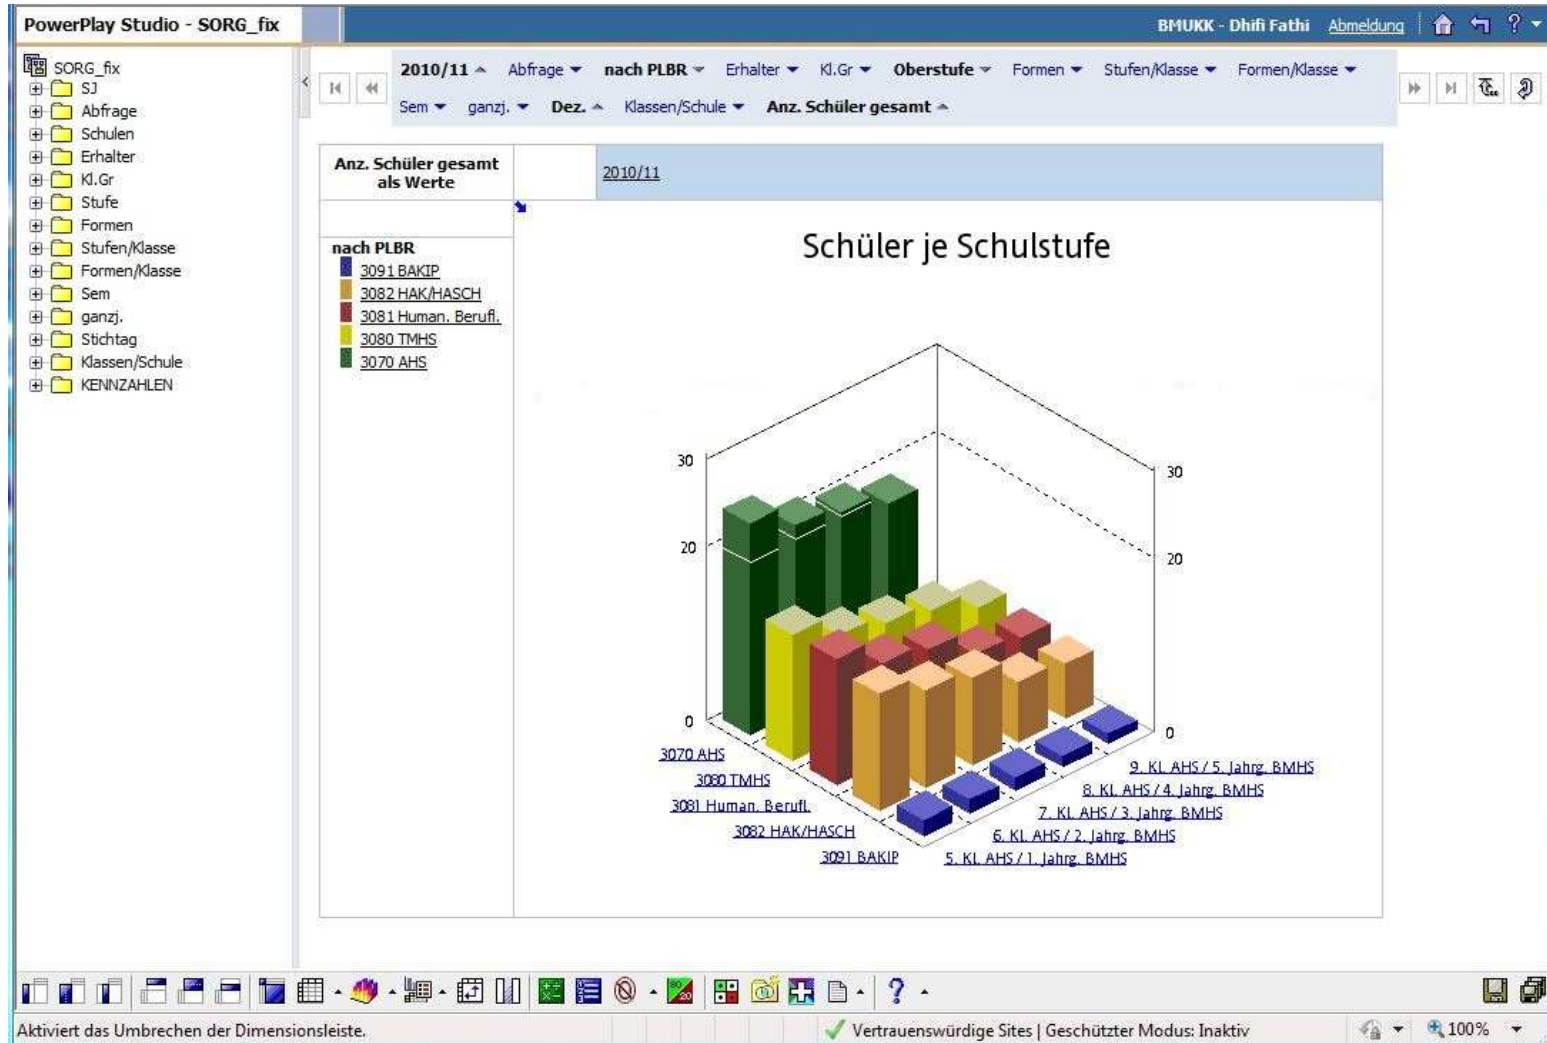 PowerPlay Studio - SORG_fix
BMUKK - Dhifi Fathi Abmeldung
SORG_fix
SJ
Abfrage
Schulen
Erhalter
Kl.Gr
Stufe
Formen
Stufen/Klasse
Formen/Klasse
Sem
ganzj.
Stichtag
Klassen/Schule
KENNZAHLEN
2010/11 Abfrage nach PLBR Erhalter Kl.Gr Oberstufe Formen Stufen/Klasse Formen/Klasse
Sem ganzj. Dez. Klassen/Schule Anz. Schüler gesamt
Anz. Schüler gesamt
als Werte
2010/11
nach PLBR
3091 BAKIP
3082 HAK/HASCH
3081 Human. Berufl.
3080 TMHS
3070 AHS
Schüler je Schulstufe
30
20
0
30
20
0
3070 AHS
3080 TMHS
3081 Human. Berufl.
3082 HAK/HASCH
3091 BAKIP
9. Kl. AHS / 5. Jahrg. BMHS
8. Kl. AHS / 4. Jahrg. BMHS
7. Kl. AHS / 3. Jahrg. BMHS
6. Kl. AHS / 2. Jahrg. BMHS
5. Kl. AHS / 1. Jahrg. BMHS
80
20
Aktiviert das Umbrechen der Dimensionsleiste.
Vertrauenswürdige Sites | Geschützter Modus: Inaktiv
100%